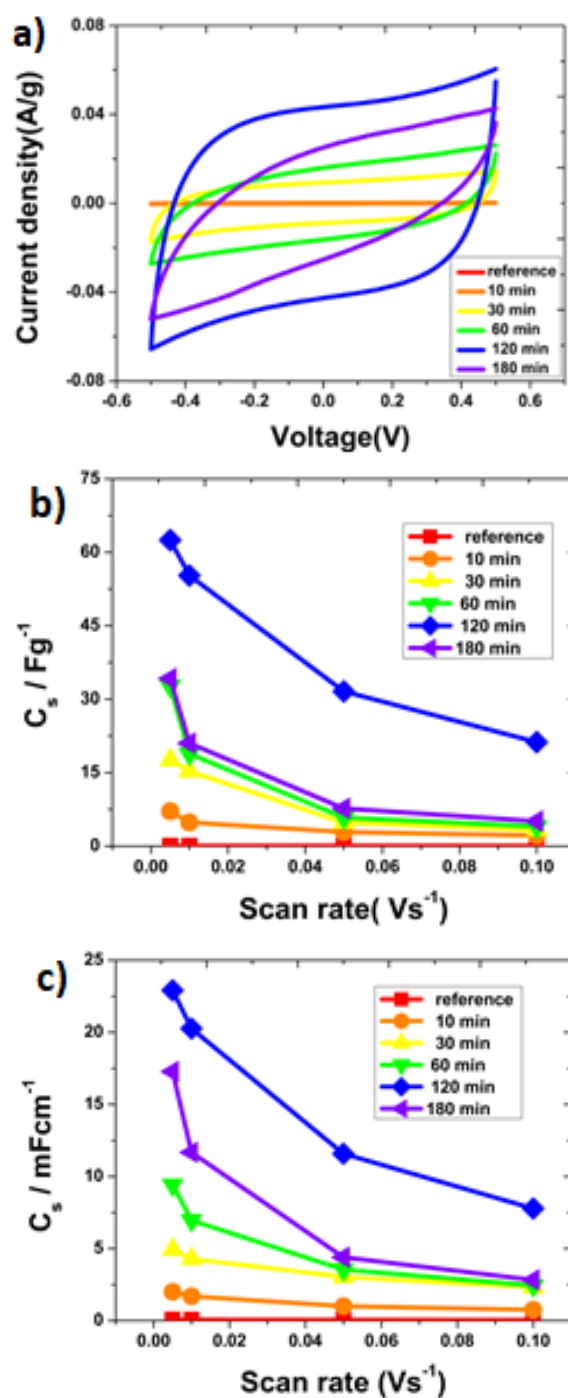 a)
Current density(A/g)
0.08
0.04
0.00
-0.04
-0.08
-0.6 -0.4 -0.2 0.0 0.2 0.4 0.6
Voltage(V)
reference
10 min
30 min
60 min
120 min
180 min
b)
C_s / Fg^-1
75
60
45
30
15
0
0.00 0.02 0.04 0.06 0.08 0.10
Scan rate( Vs^-1)
reference
10 min
30 min
60 min
120 min
180 min
c)
C_s / mFcm^-1
25
20
15
10
5
0
0.00 0.02 0.04 0.06 0.08 0.10
Scan rate (Vs^-1)
reference
10 min
30 min
60 min
120 min
180 min